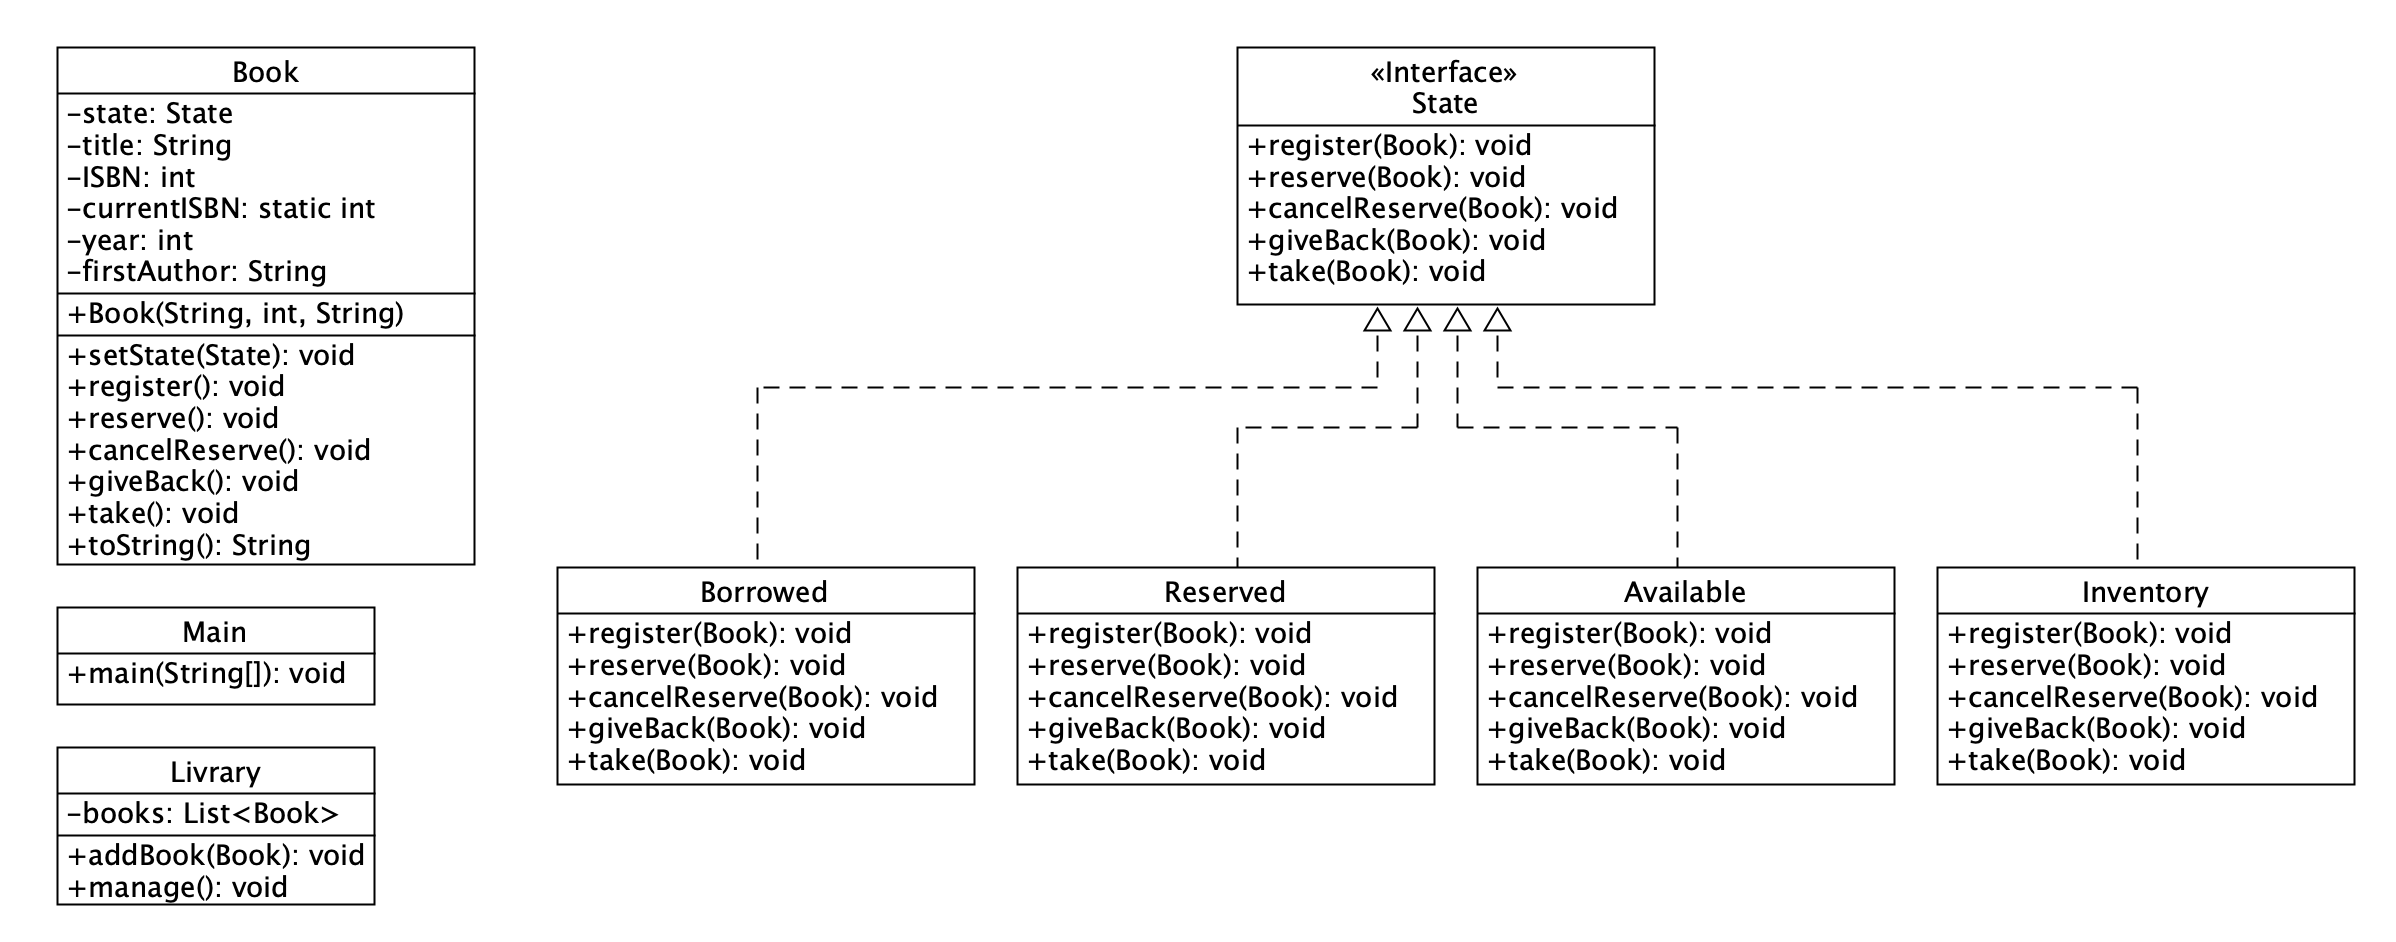 Book
-state: State
-title: String
-ISBN: int
-currentISBN: static int
-year: int
-firstAuthor: String
+Book(String, int, String)
+setState(State): void
+register(): void
+reserve(): void
+cancelReserve(): void
+giveBack(): void
+take(): void
+toString(): String
Main
+main(String[]): void
Livrary
-books: List<Book>
+addBook(Book): void
+manage(): void
«Interface»
State
+register(Book): void
+reserve(Book): void
+cancelReserve(Book): void
+giveBack(Book): void
+take(Book): void
Borrowed
+register(Book): void
+reserve(Book): void
+cancelReserve(Book): void
+giveBack(Book): void
+take(Book): void
Reserved
+register(Book): void
+reserve(Book): void
+cancelReserve(Book): void
+giveBack(Book): void
+take(Book): void
Available
+register(Book): void
+reserve(Book): void
+cancelReserve(Book): void
+giveBack(Book): void
+take(Book): void
Inventory
+register(Book): void
+reserve(Book): void
+cancelReserve(Book): void
+giveBack(Book): void
+take(Book): void